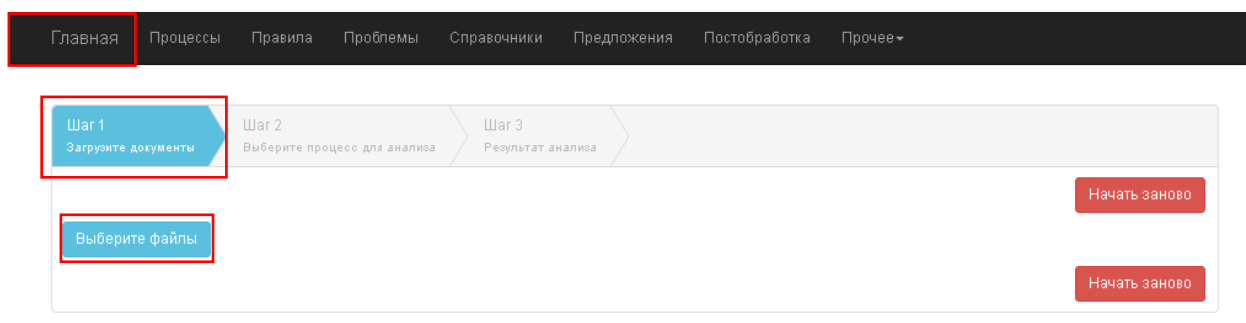 Главная Процессы Правила Проблемы Справочники Предложения Постобработка Прочее
Шаг 1 Шаг 2 Шаг 3
Загрузите документы Выберите процесс для анализа Результат анализа
Начать заново
Выберите файлы
Начать заново